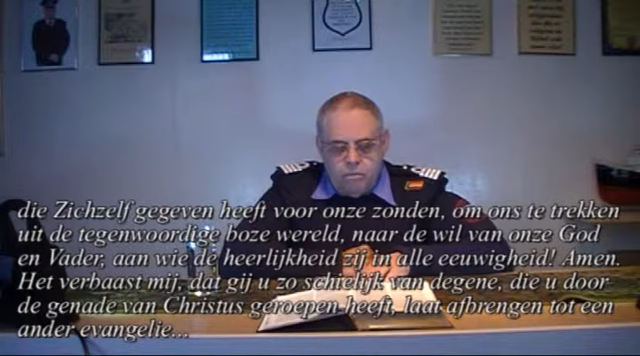 die Zichzelf gegeven heeft voor onze zonden, om ons te trekken
uit de tegenwoordige boze wereld, naar de wil van onze God
en Vader, aan wie de heerlijkheid zij in alle eeuwigheid! Amen.
Het verbaast mij, dat gij u zo schielijk van degene, die u door
de genade van Christus geroepen heeft, laat afbrengen tot een
ander evangelie...